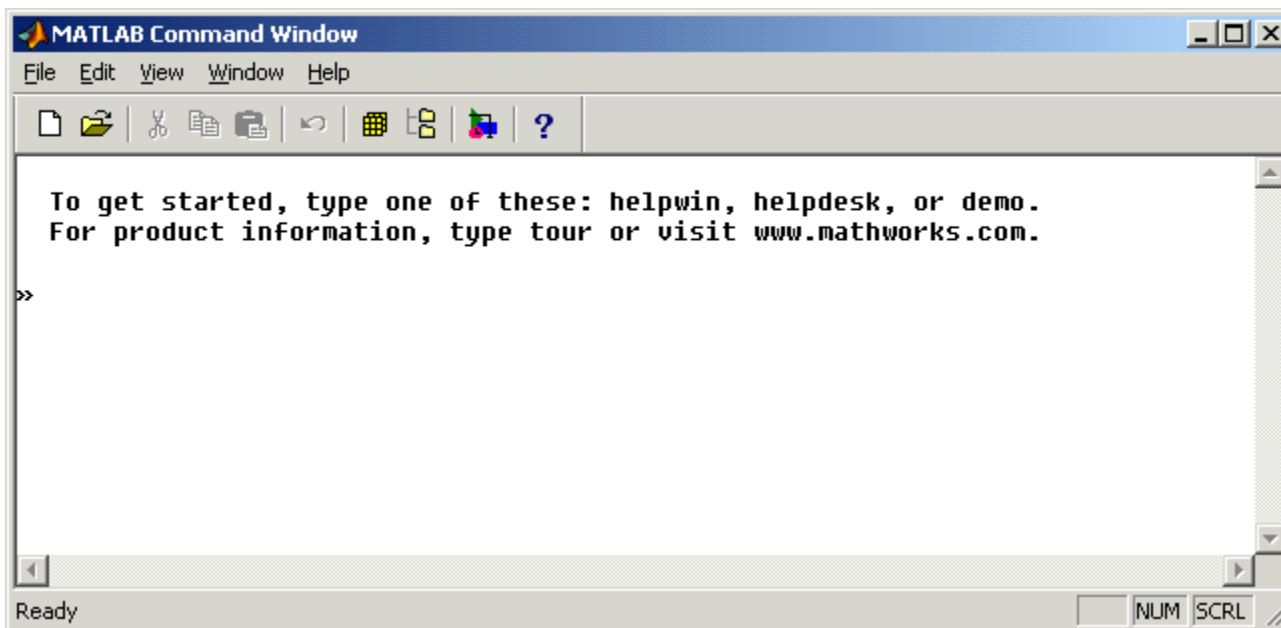 MATLAB Command Window
File Edit View Window Help
?
To get started, type one of these: helpwin, helpdesk, or demo.
For product information, type tour or visit www.mathworks.com.
»
Ready NUM SCRL